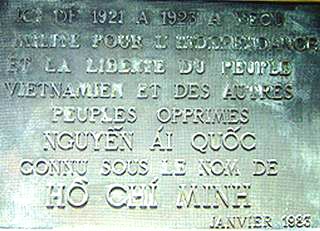 ICI DE 1921 A 1923 A VECU
MILITE POUR L'INDEPENDANCE
ET LA LIBERTE DU PEUPLE
VIETNAMIEN ET DES AUTRES
PEUPLES OPPRIMES
NGUYỄN ÁI QUỐC
CONNU SOUS LE NOM DE
HỒ CHÍ MINH
JANVIER 1983